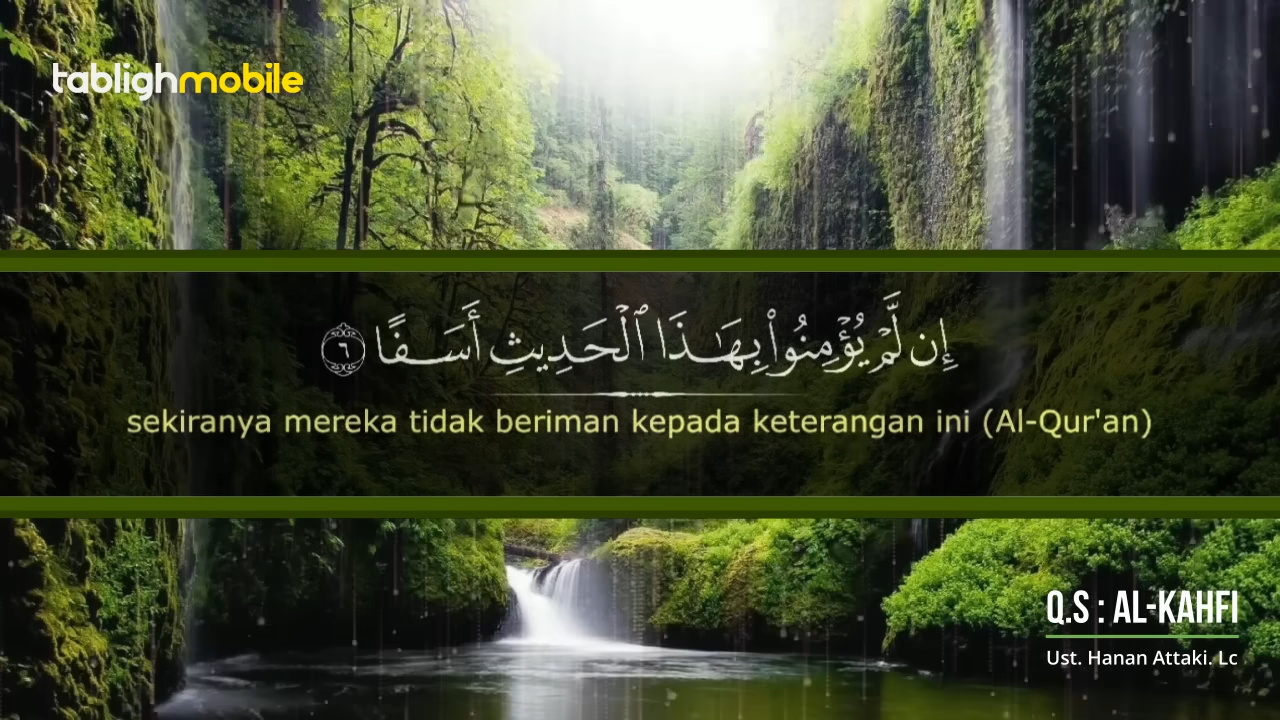 tablighmobile
إِن لَّمْ يُؤْمِنُوا۟ بِهَـٰذَا ٱلْحَدِيثِ أَسَفًا ٦
sekiranya mereka tidak beriman kepada keterangan ini (Al-Qur'an)
Q.S : AL-KAHFI
Ust. Hanan Attaki. Lc